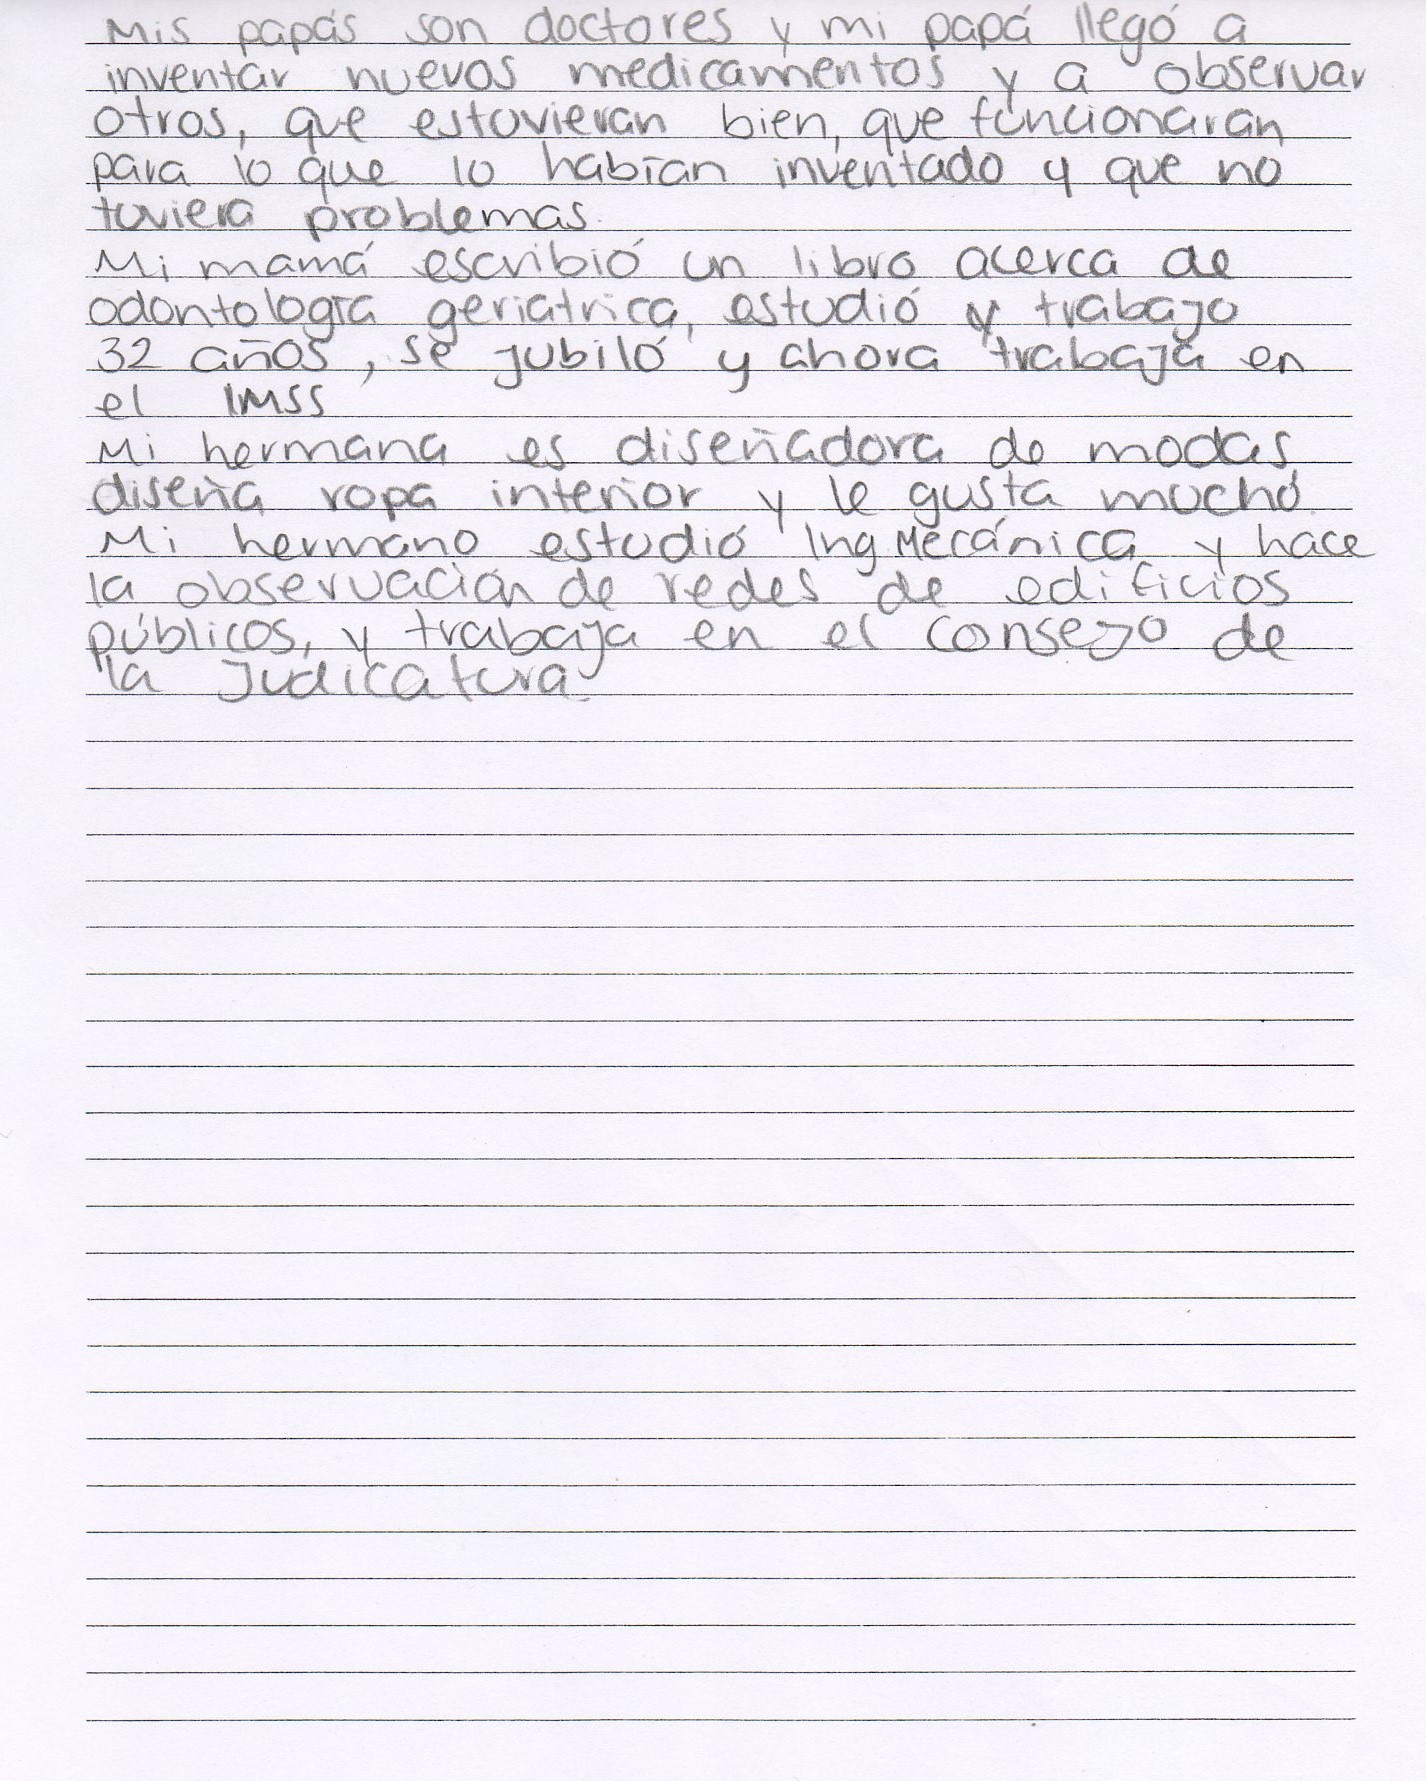 Mis papás son doctores y mi papá llegó a
inventar nuevos medicamentos y a observar
otros, que estuvieran bien, que funcionaran
para lo que lo habían inventado y que no
tuviera problemas.
Mi mamá escribió un libro acerca de
odontología geriatrica, estudió y trabajo
32 años, se jubiló y ahora trabaja en
el IMSS
Mi hermana es diseñadora de modas,
diseña ropa interior y le gusta mucho.
Mi hermano estudió Ing Mecánica y hace
la observación de redes de edificios
públicos, y trabaja en el Consejo de
la Judicatura.